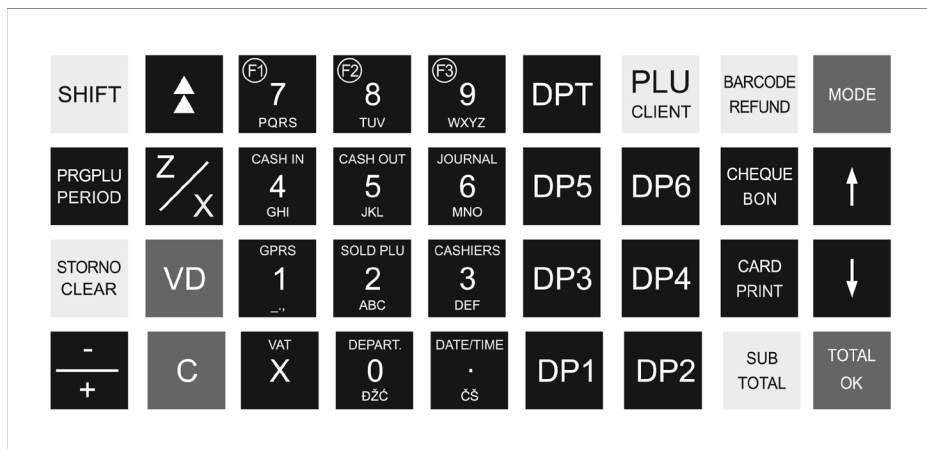 SHIFT
F1
7
PQRS
F2
8
TUV
F3
9
WXYZ
DPT
PLU
CLIENT
BARCODE
REFUND
MODE
PRGPLU
PERIOD
Z/X
CASH IN
4
GHI
CASH OUT
5
JKL
JOURNAL
6
MNO
DP5
DP6
CHEQUE
BON
STORNO
CLEAR
VD
GPRS
1
_.,
SOLD PLU
2
ABC
CASHIERS
3
DEF
DP3
DP4
CARD
PRINT
-
+
C
VAT
X
DEPART.
0
ĐŽĆ
DATE/TIME
.
ČŠ
DP1
DP2
SUB
TOTAL
TOTAL
OK